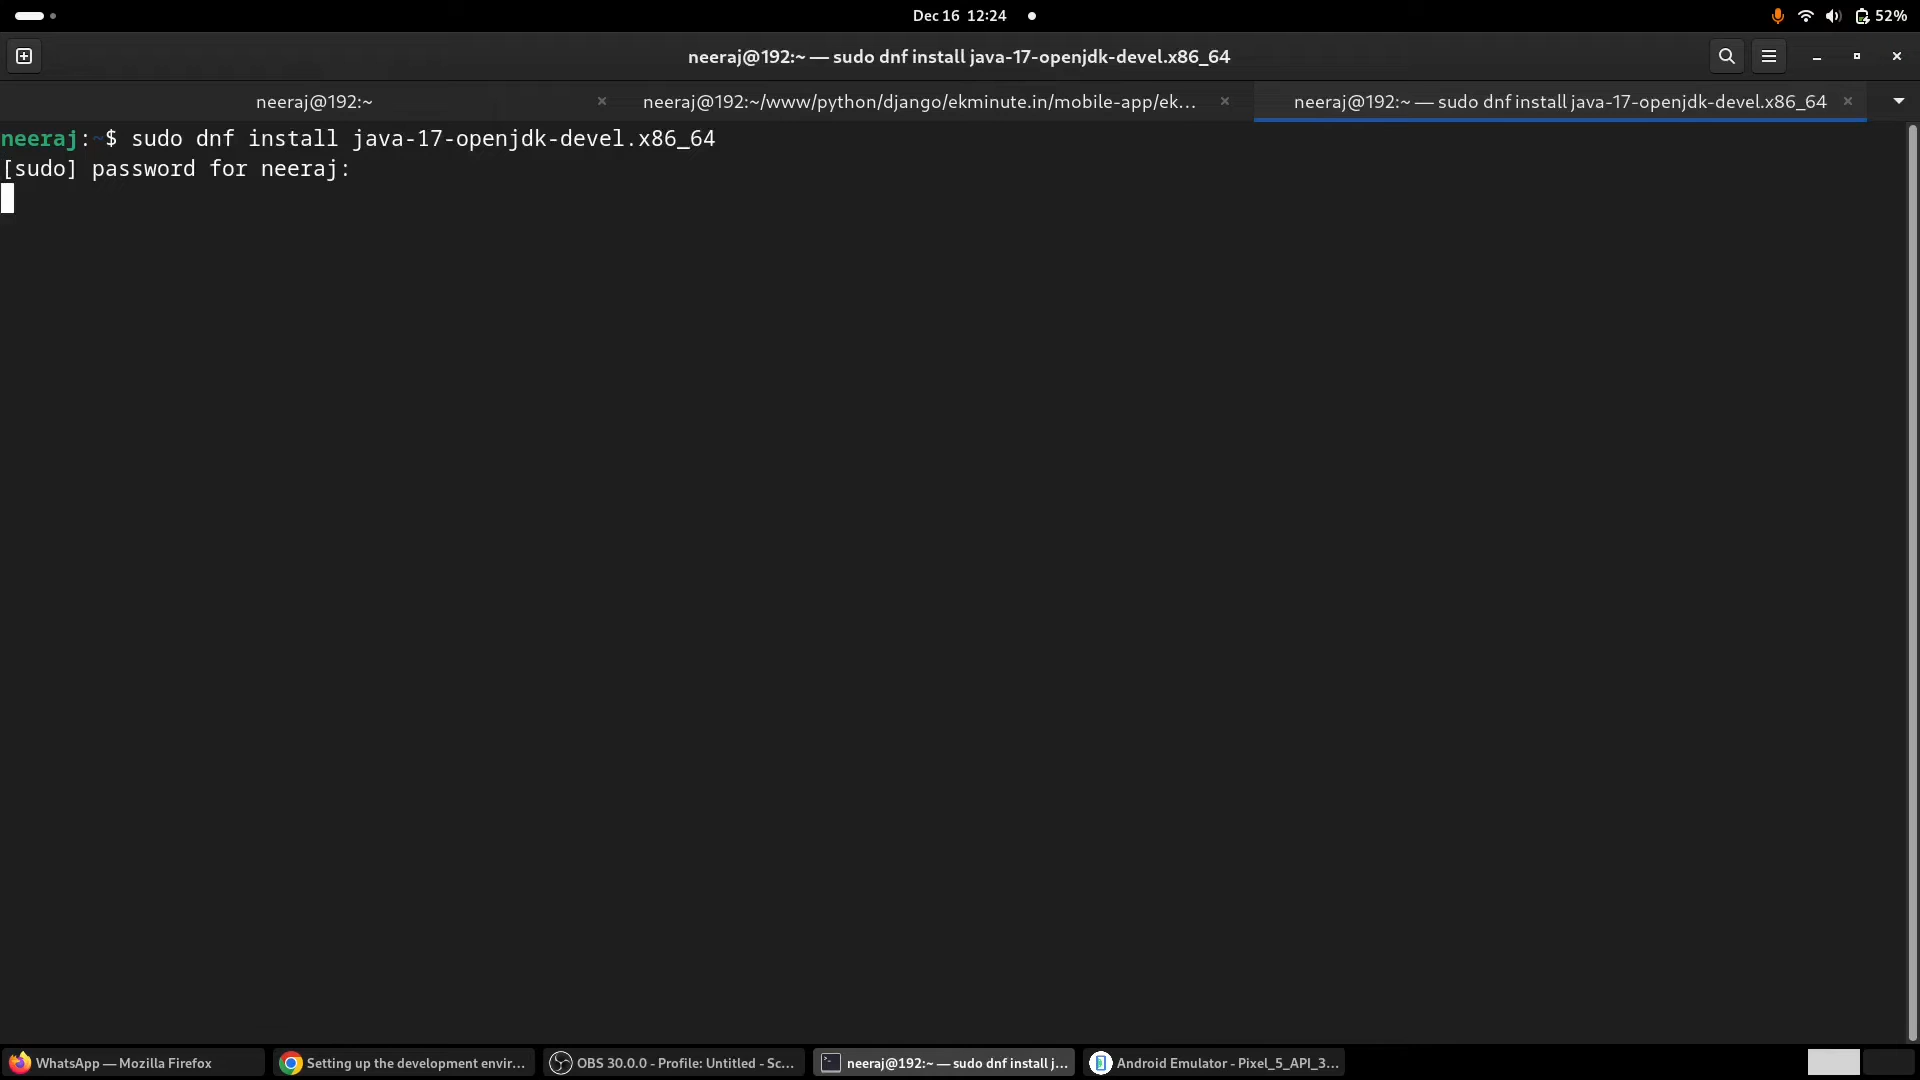 Dec 16 12:24
52%
neeraj@192:~ — sudo dnf install java-17-openjdk-devel.x86_64
neeraj@192:~
neeraj@192:~/www/python/django/ekminute.in/mobile-app/ek...
neeraj@192:~ — sudo dnf install java-17-openjdk-devel.x86_64
neeraj:~$ sudo dnf install java-17-openjdk-devel.x86_64
[sudo] password for neeraj:
WhatsApp — Mozilla Firefox
Setting up the development envir...
OBS 30.0.0 - Profile: Untitled - Sc...
neeraj@192:~ — sudo dnf install j...
Android Emulator - Pixel_5_API_3...